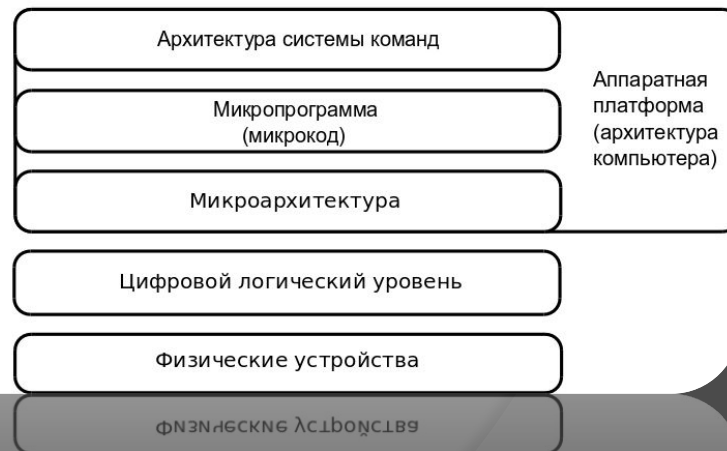 Архитектура системы команд
Микропрограмма
(микрокод)
Микроархитектура
Аппаратная
платформа
(архитектура
компьютера)
Цифровой логический уровень
Физические устройства